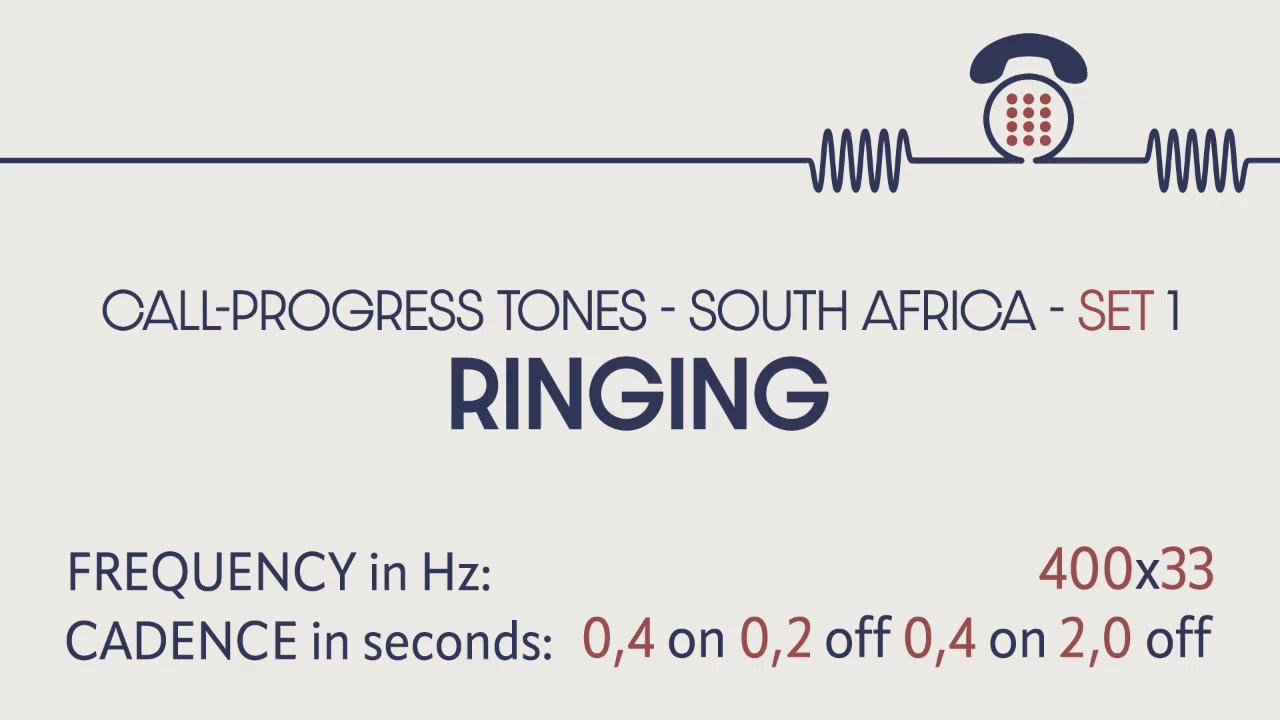 CALL-PROGRESS TONES - SOUTH AFRICA - SET 1
RINGING
FREQUENCY in Hz: 400x33
CADENCE in seconds: 0,4 on 0,2 off 0,4 on 2,0 off